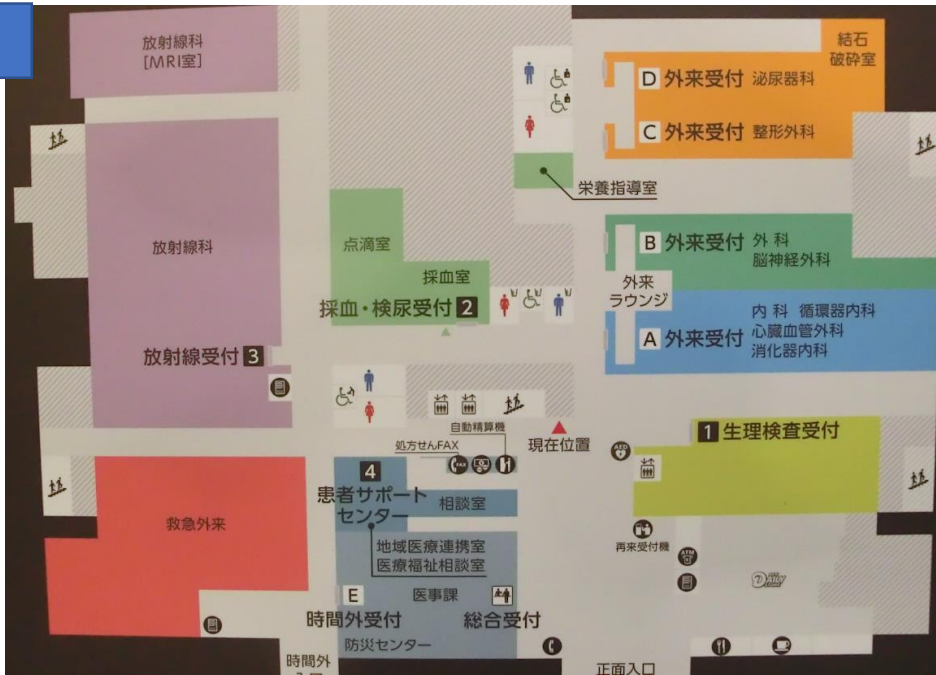 放射線科
[MRI室]
結石
破砕室
D 外来受付 泌尿器科
C 外来受付 整形外科
栄養指導室
放射線科
点滴室
採血室
採血・検尿受付 2
B 外来受付 外科
脳神経外科
外来
ラウンジ
A 外来受付 内科 循環器内科
心臓血管外科
消化器内科
放射線受付 3
自動精算機
処方せんFAX
現在位置
FAX
AED
1 生理検査受付
4
患者サポート
センター
相談室
救急外来
地域医療連携室
医療福祉相談室
再来受付機
ATM
E
医事課
時間外受付
総合受付
防災センター
時間外
正面入口